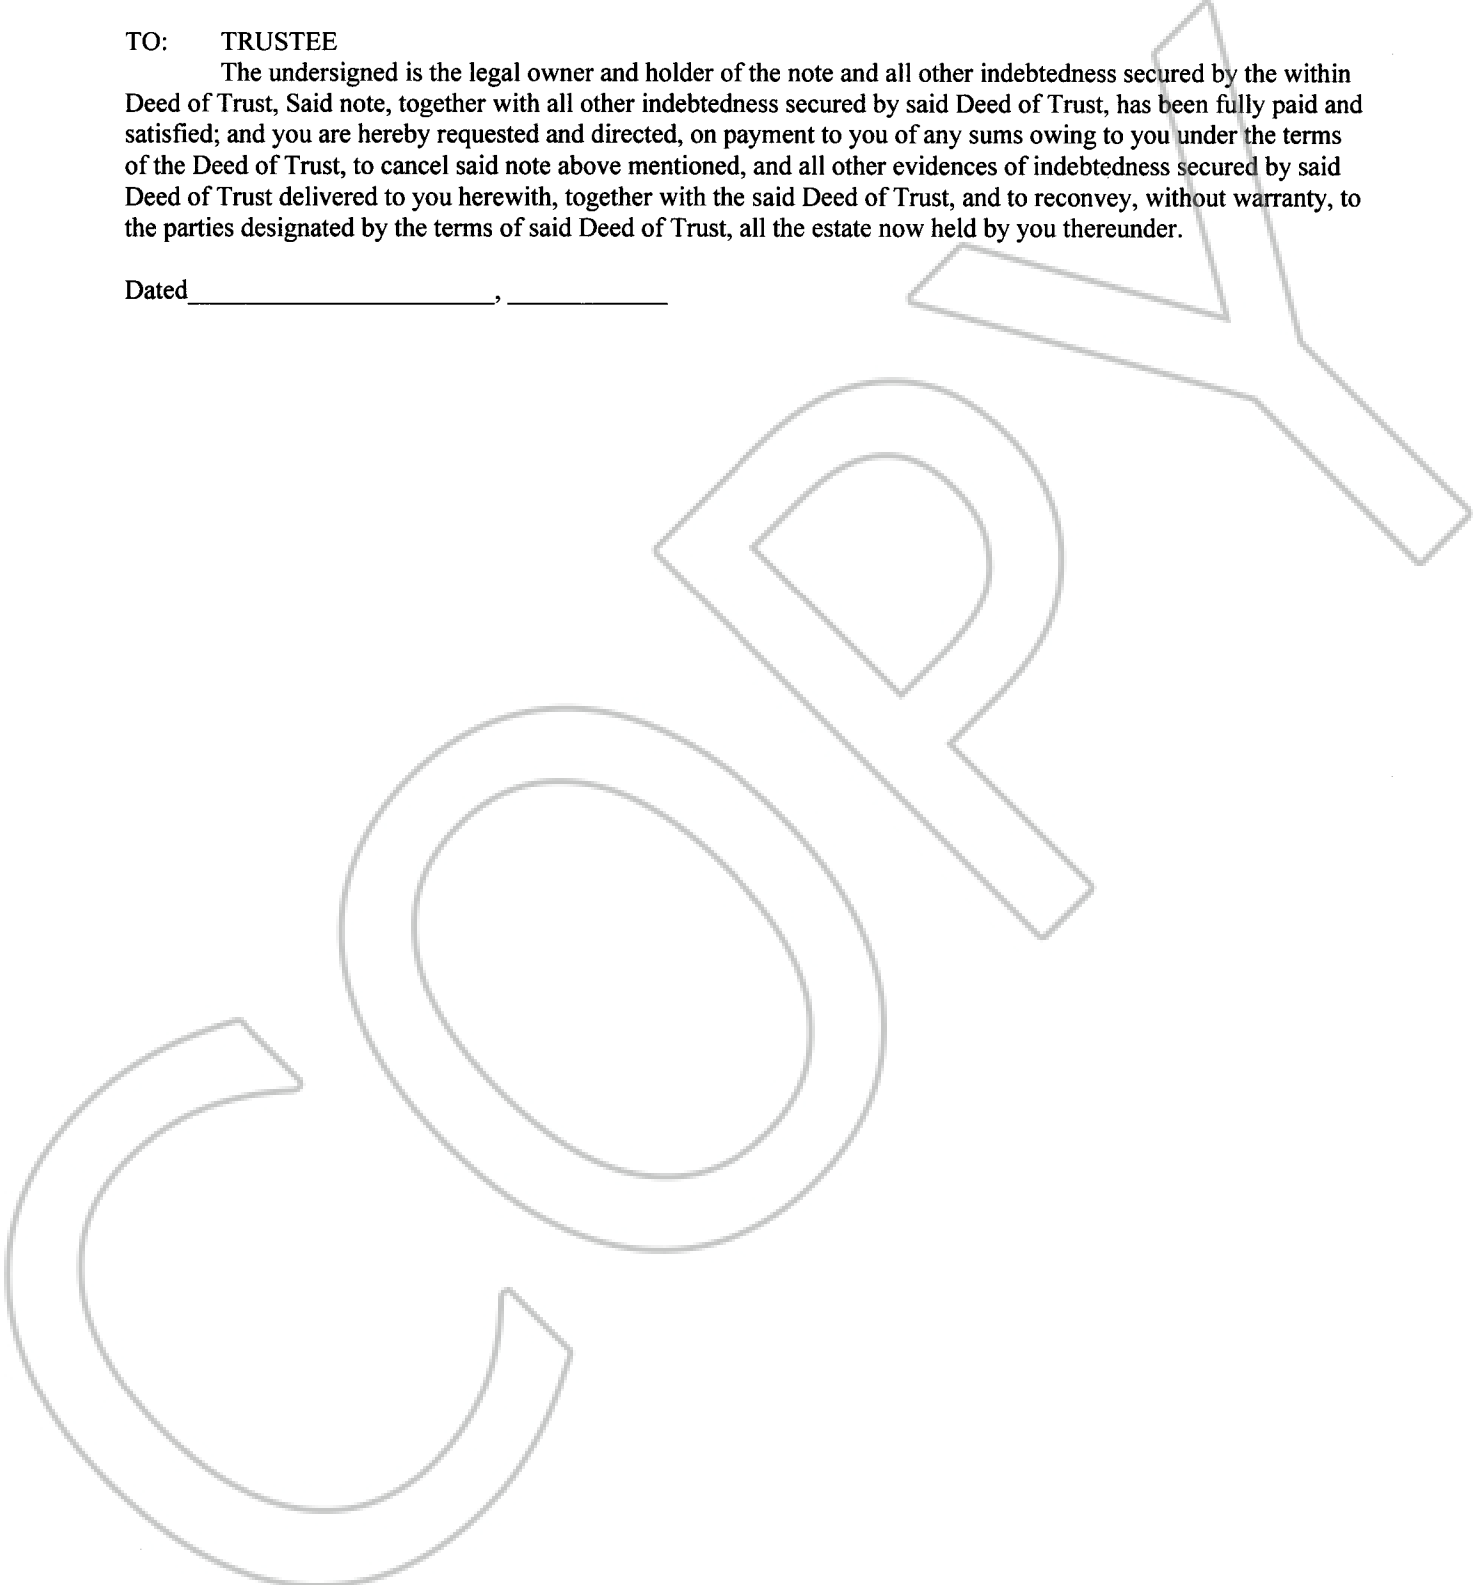 TO: TRUSTEE
The undersigned is the legal owner and holder of the note and all other indebtedness secured by the within
Deed of Trust, Said note, together with all other indebtedness secured by said Deed of Trust, has been fully paid and
satisfied; and you are hereby requested and directed, on payment to you of any sums owing to you under the terms
of the Deed of Trust, to cancel said note above mentioned, and all other evidences of indebtedness secured by said
Deed of Trust delivered to you herewith, together with the said Deed of Trust, and to reconvey, without warranty, to
the parties designated by the terms of said Deed of Trust, all the estate now held by you thereunder.
Dated______________________, ____________
COPY